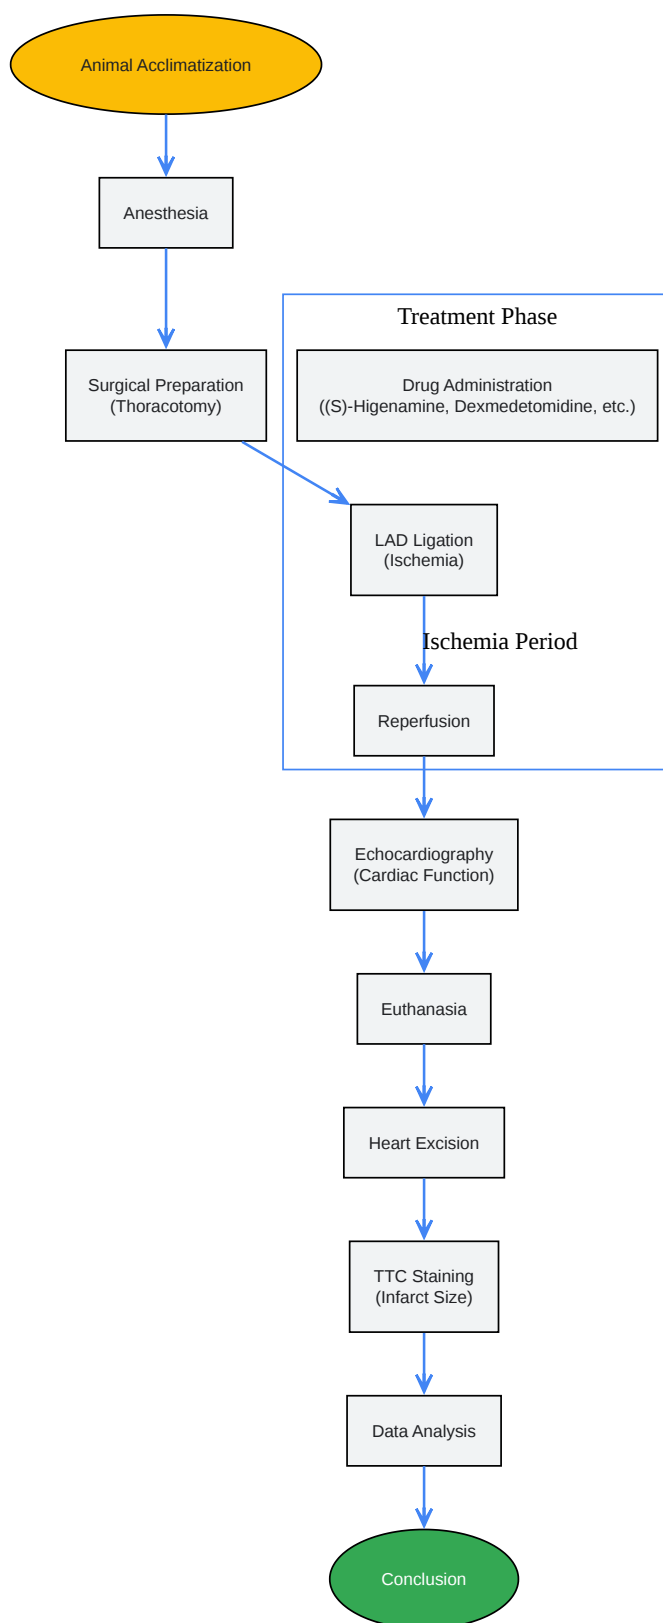 Animal Acclimatization
Anesthesia
Treatment Phase
Surgical Preparation
(Thoracotomy)
Drug Administration
((S)-Higenamine, Dexmedetomidine, etc.)
LAD Ligation
(Ischemia)
Ischemia Period
Reperfusion
Echocardiography
(Cardiac Function)
Euthanasia
Heart Excision
TTC Staining
(Infarct Size)
Data Analysis
Conclusion